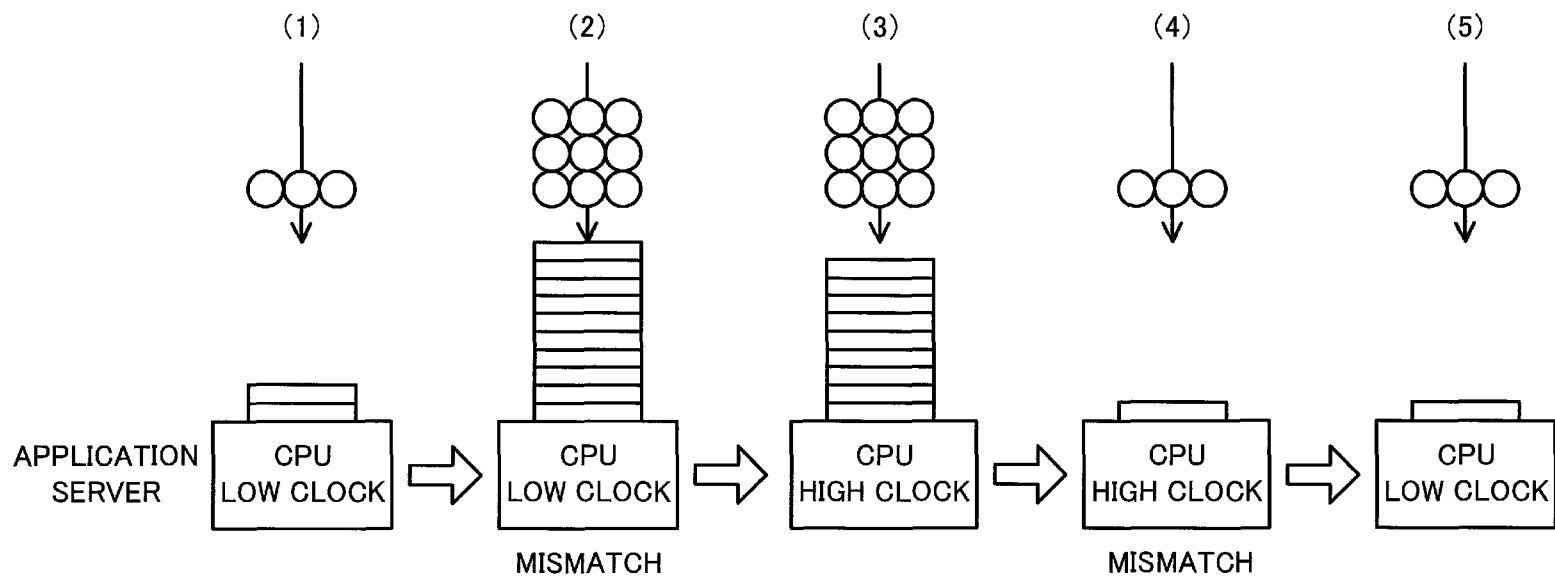 (1) (2) (3) (4) (5)
APPLICATION
SERVER
CPU
LOW CLOCK
CPU
LOW CLOCK
MISMATCH
CPU
HIGH CLOCK
CPU
HIGH CLOCK
MISMATCH
CPU
LOW CLOCK